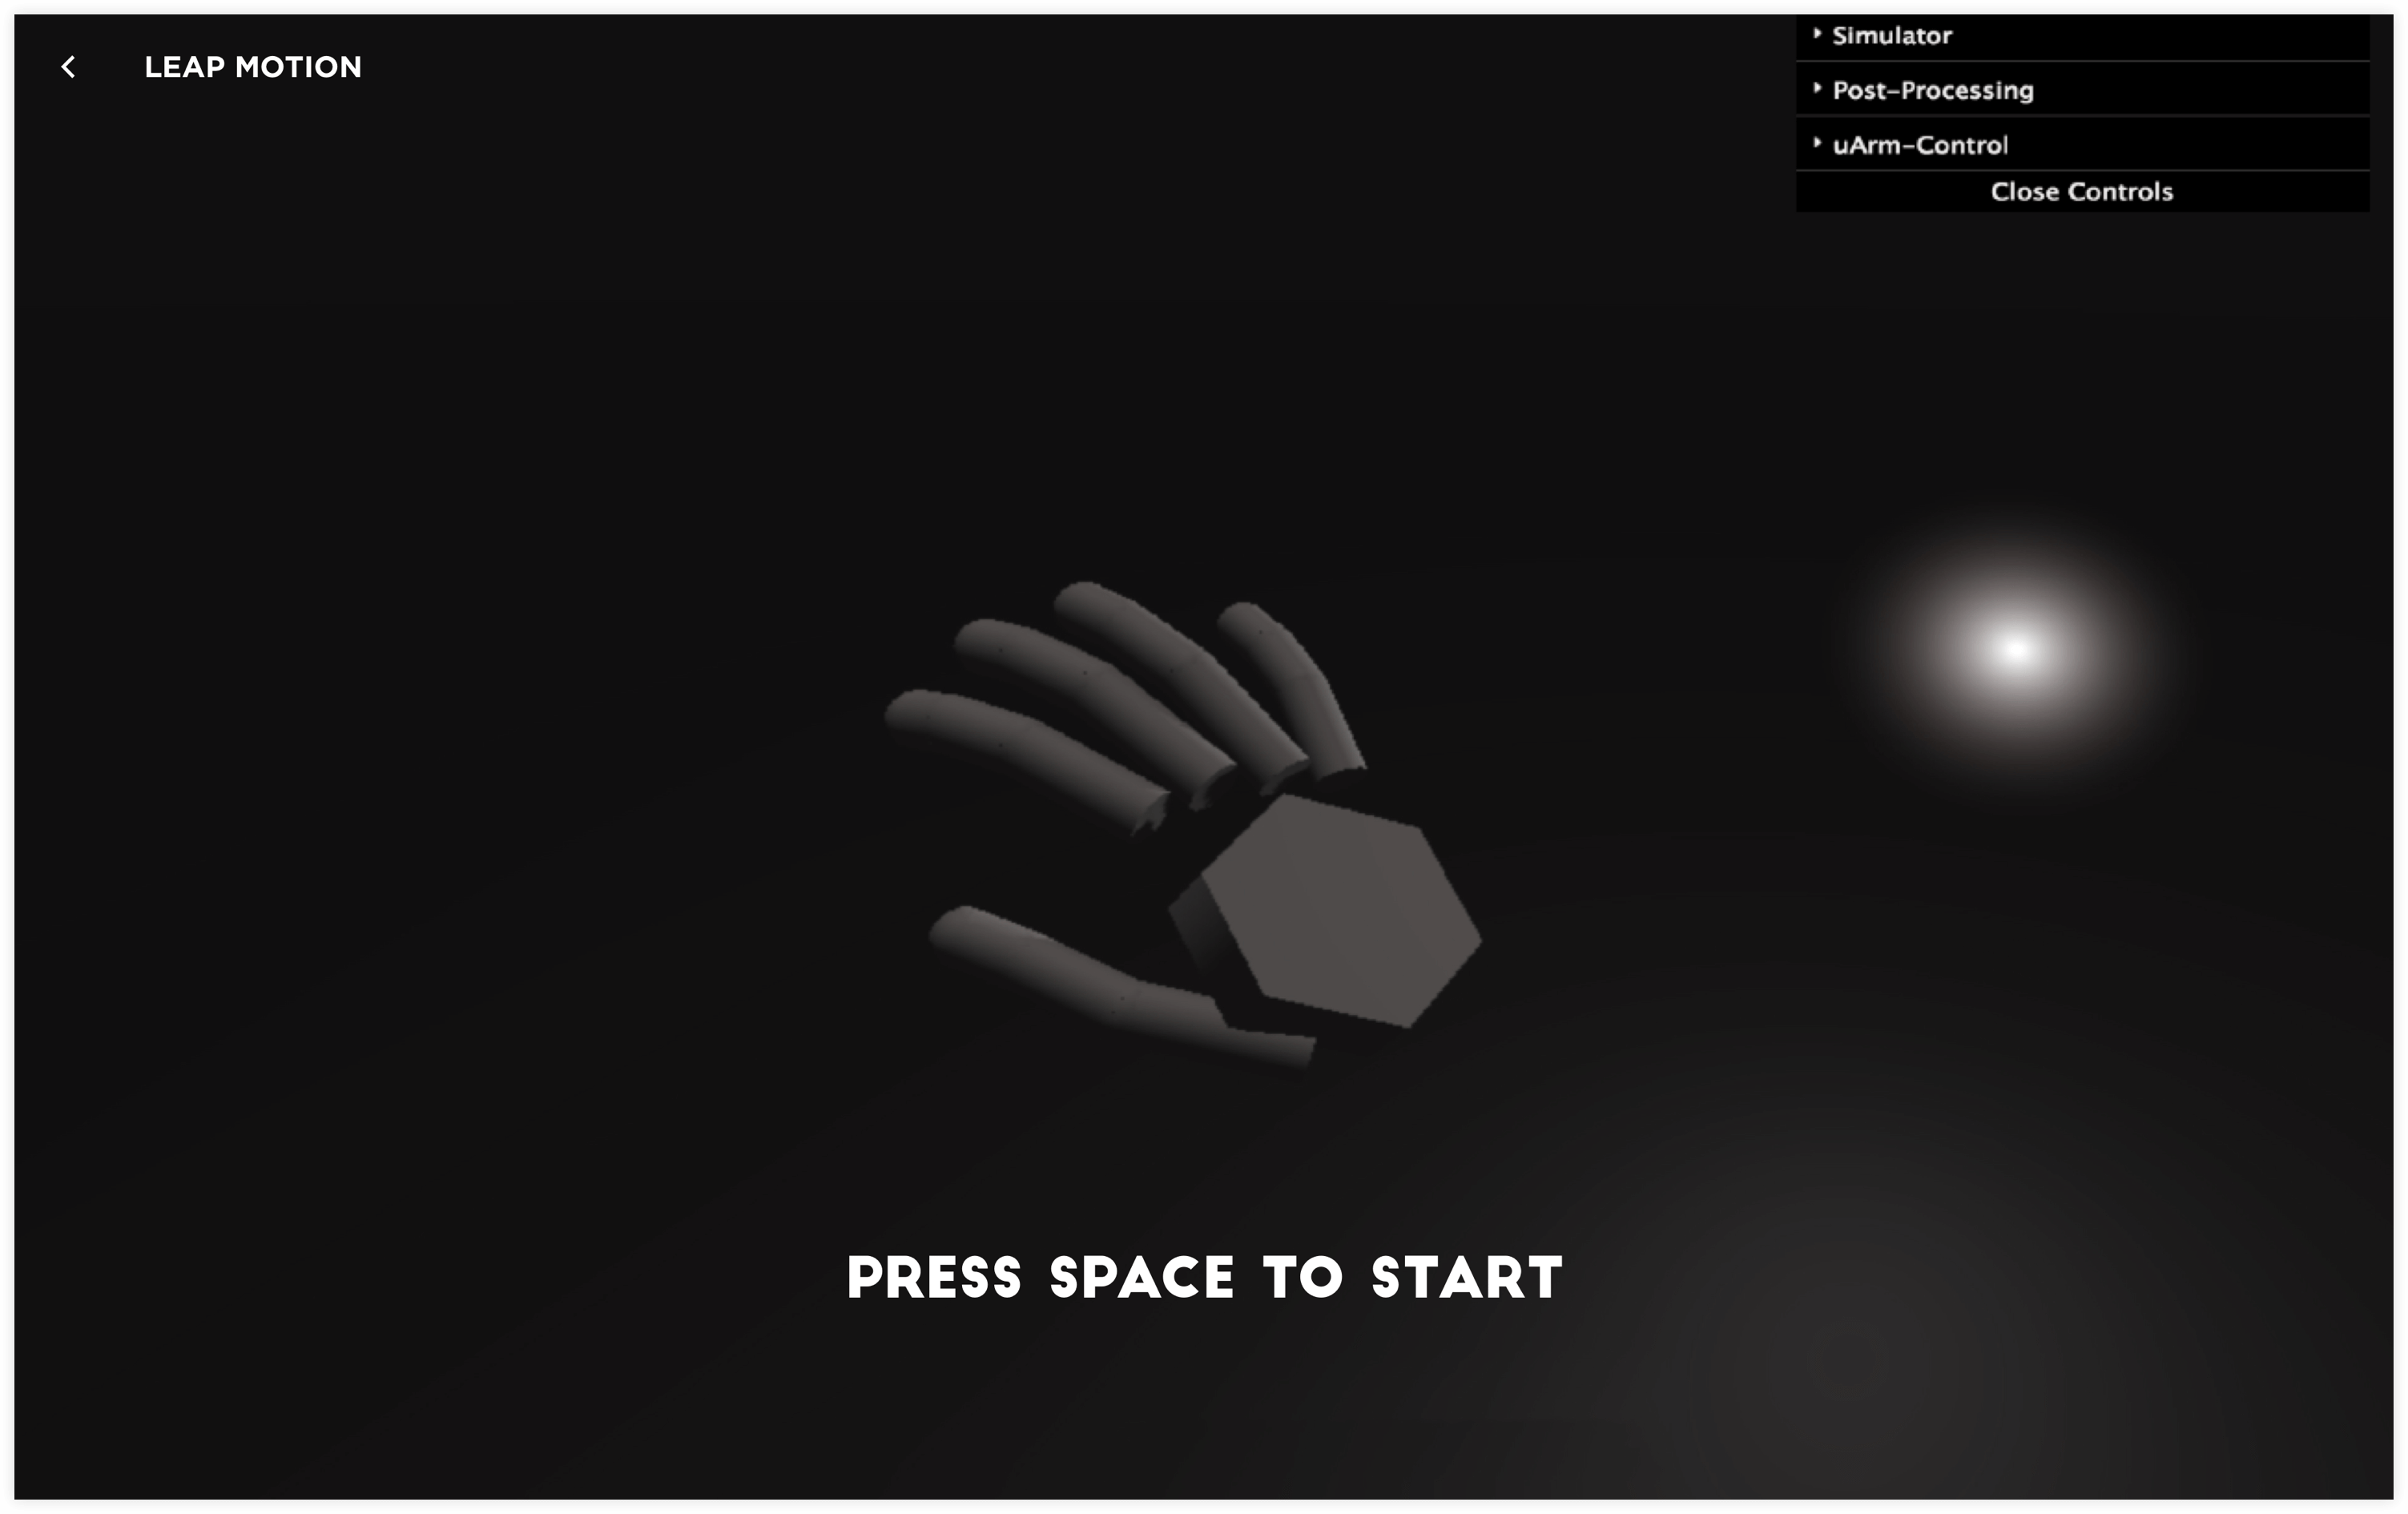 LEAP MOTION
Simulator
Post-Processing
uArm-Control
Close Controls
PRESS SPACE TO START